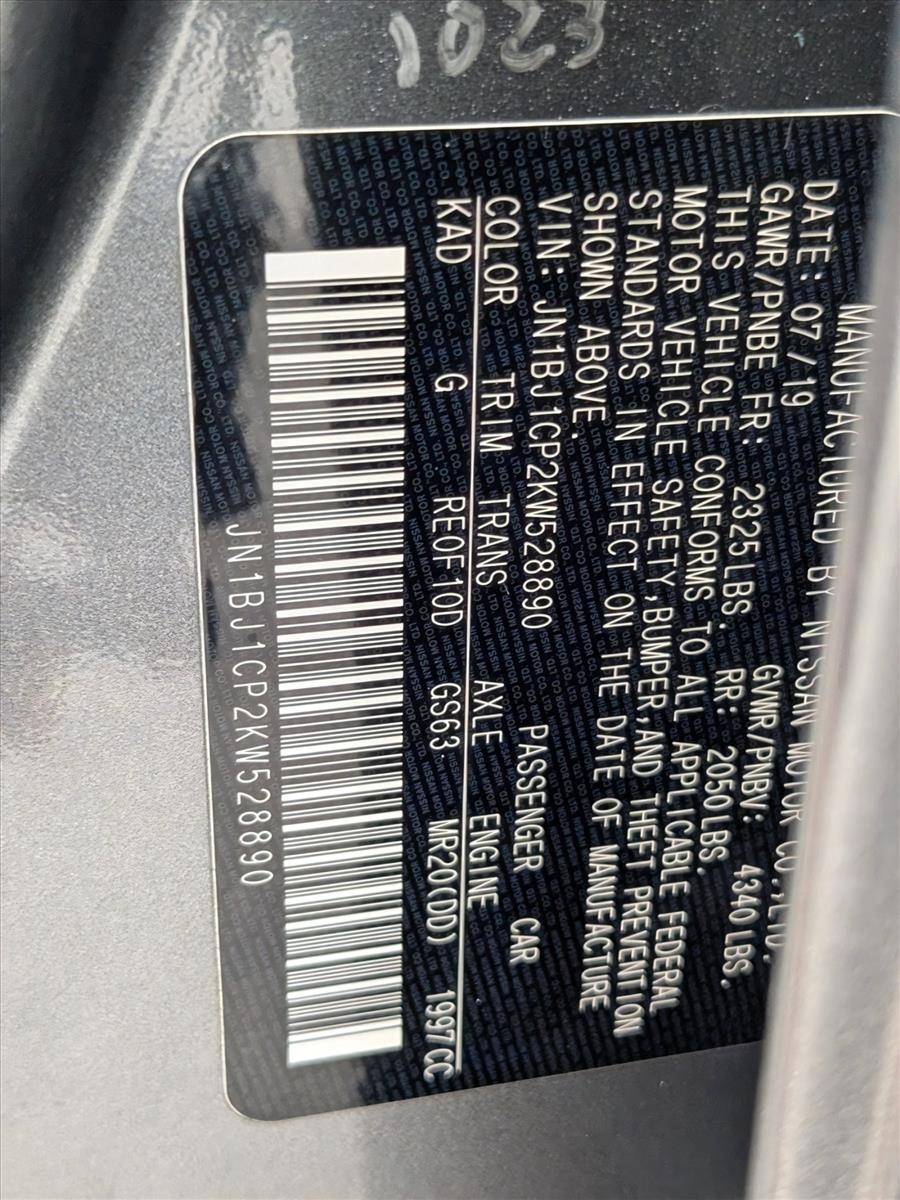 1023
MANUFACTURED BY NISSAN MOTOR CO.,LTD.
DATE: 07/19 GVWR/PNBV: 4340LBS.
GAWR/PNBE FR: 2325LBS. RR: 2050LBS.
THIS VEHICLE CONFORMS TO ALL APPLICABLE FEDERAL
MOTOR VEHICLE SAFETY,BUMPER,AND THEFT PREVENTION
STANDARDS IN EFFECT ON THE DATE OF MANUFACTURE
SHOWN ABOVE.
VIN: JN1BJ1CP2KW528890 PASSENGER CAR
COLOR TRIM TRANS AXLE ENGINE
KAD G RE0F10D GS63 MR20(DD) 1997CC
JN1BJ1CP2KW528890